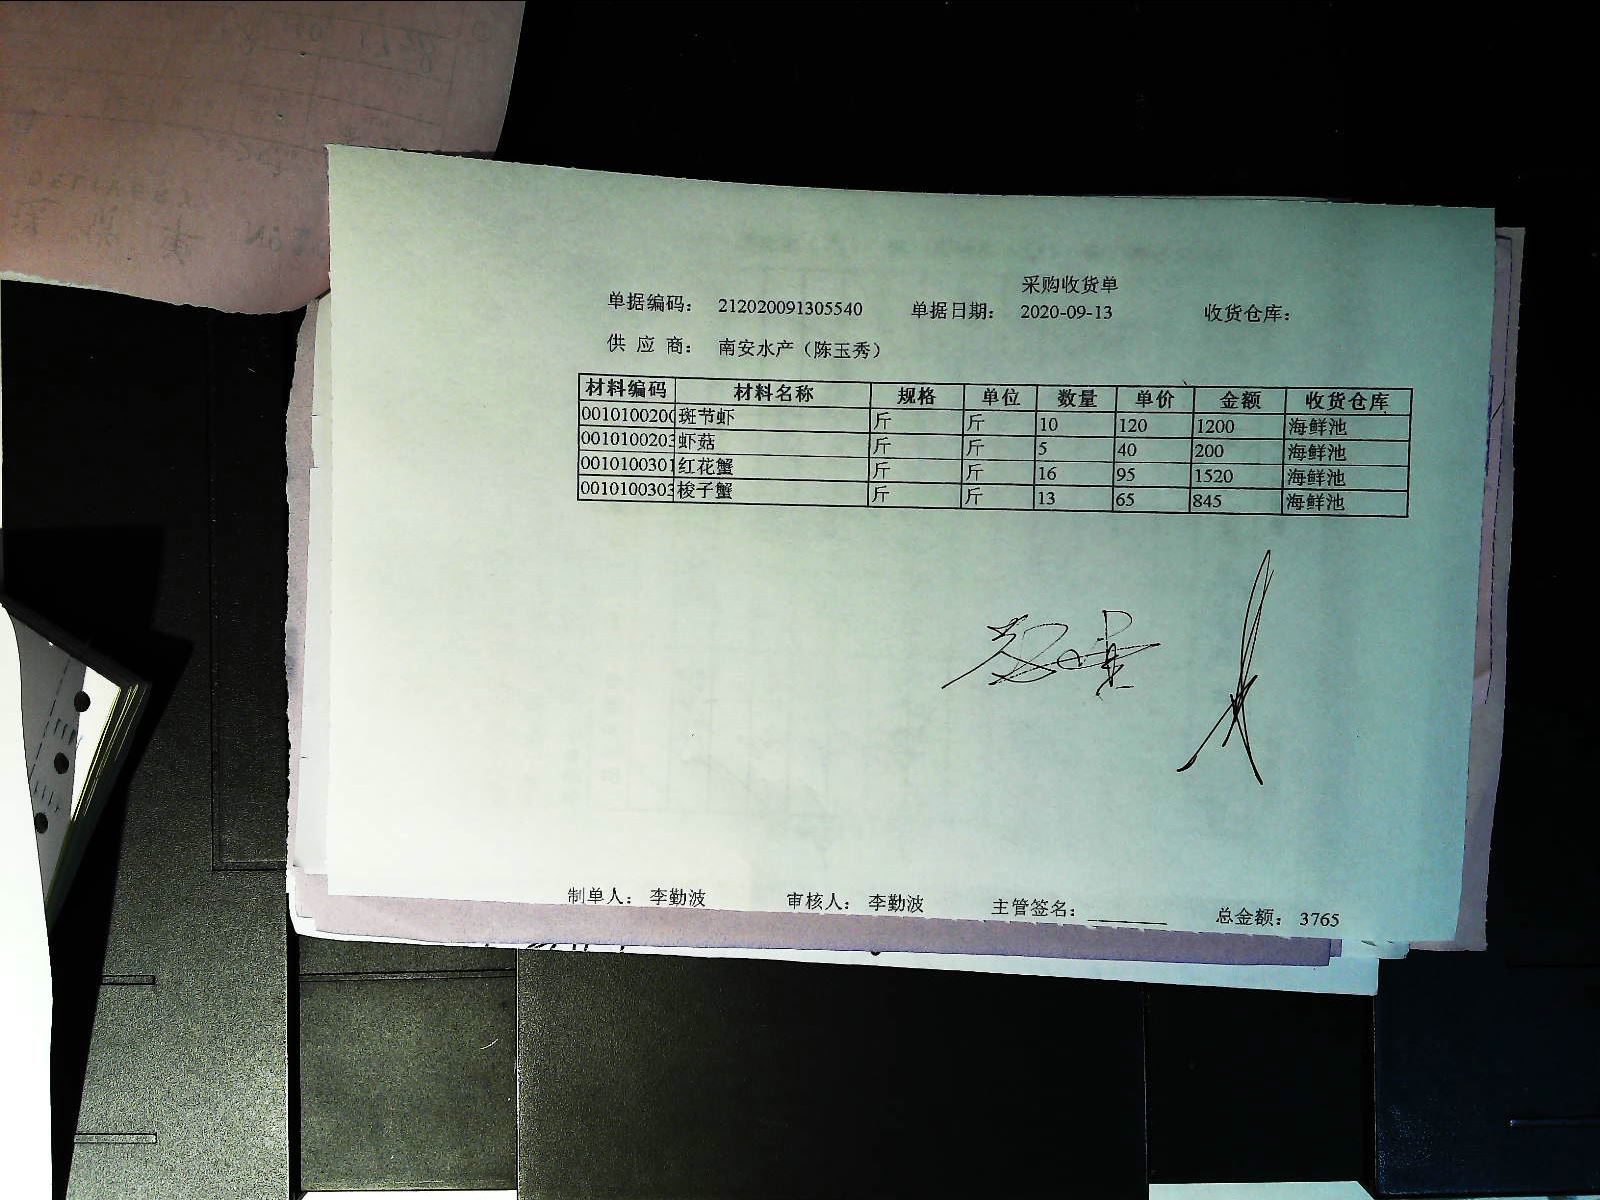 采购收货单
单据编码： 212020091305540 单据日期： 2020-09-13 收货仓库：
供 应 商： 南安水产（陈玉秀）
材料编码 材料名称 规格 单位 数量 单价 金额 收货仓库
0010100200 斑节虾 斤 斤 10 120 1200 海鲜池
0010100203 虾菇 斤 斤 5 40 200 海鲜池
0010100301 红花蟹 斤 斤 16 95 1520 海鲜池
0010100303 梭子蟹 斤 斤 13 65 845 海鲜池
制单人： 李勤波 审核人： 李勤波 主管签名： 总金额： 3765